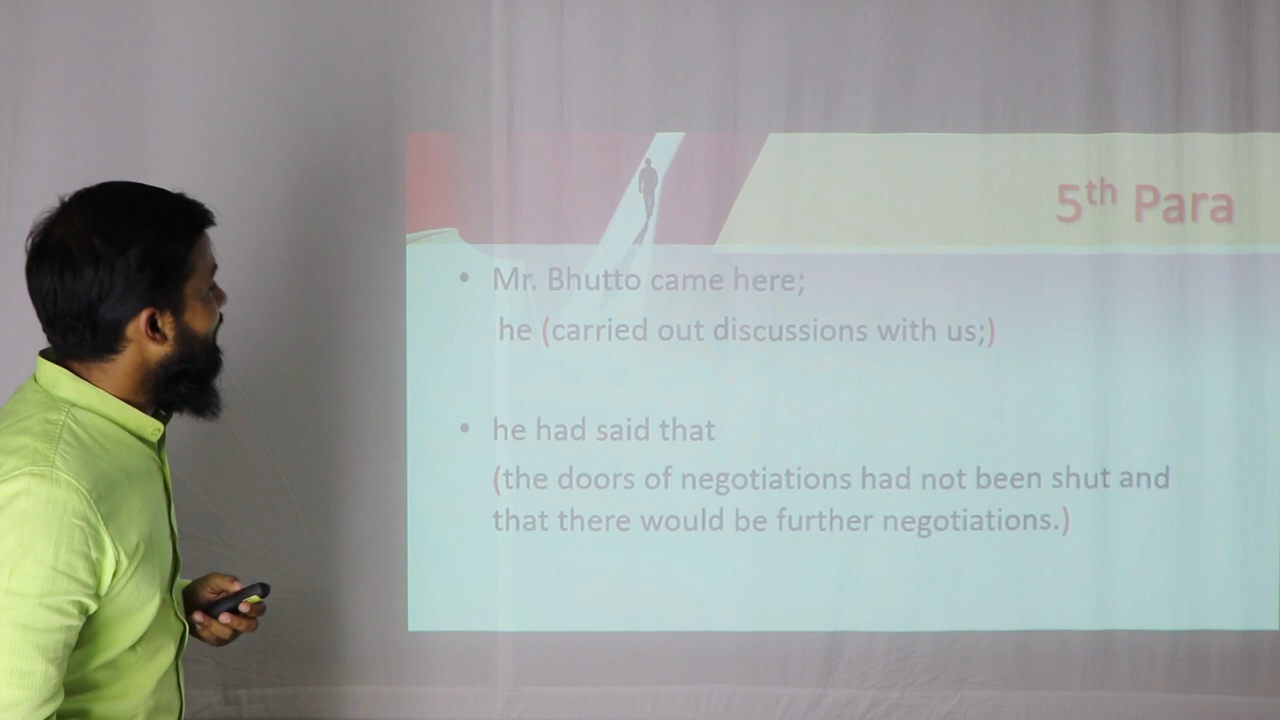 5th Para
• Mr. Bhutto came here;
he (carried out discussions with us;)
• he had said that
(the doors of negotiations had not been shut and
that there would be further negotiations.)